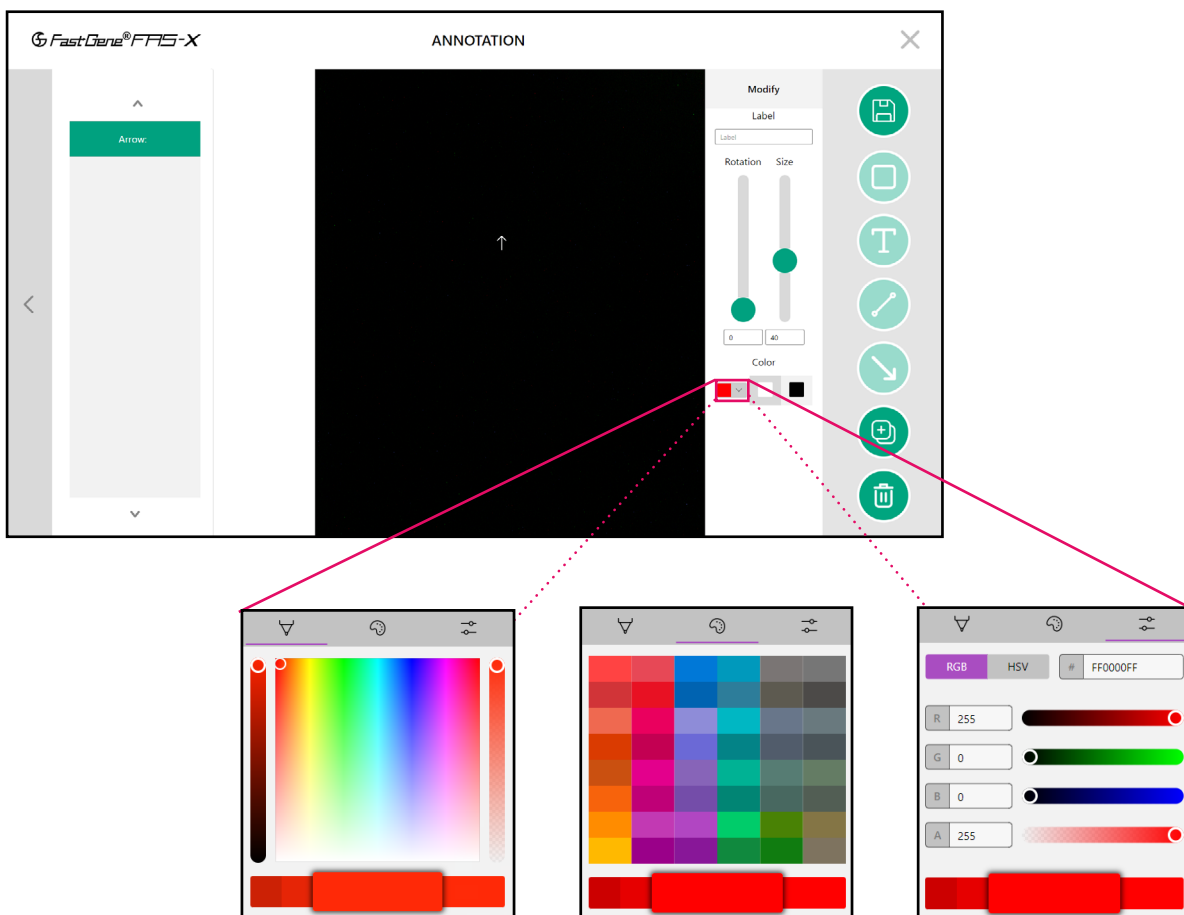 FastGene® FAS-X
ANNOTATION
Modify
Label
Label
Arrow:
Rotation Size
0 40
Color
RGB HSV # FF0000FF
R 255
G 0
B 0
A 255